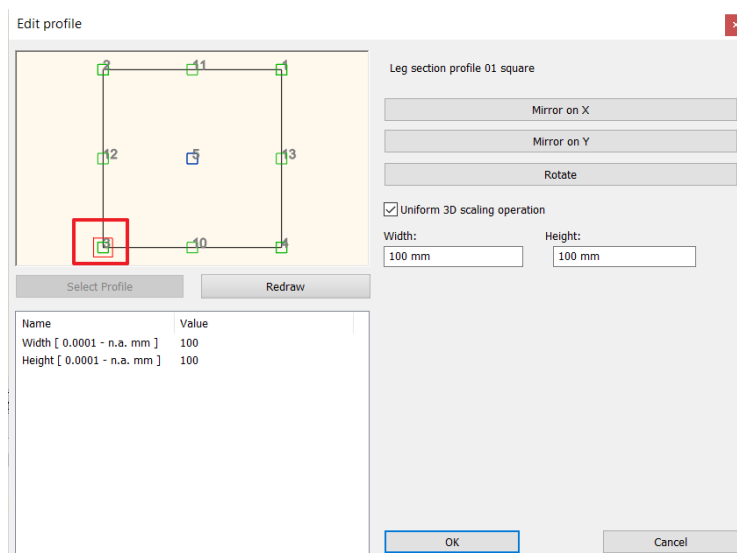 Edit profile
2 11 1
12 5 13
3 10 4
Leg section profile 01 square
Mirror on X
Mirror on Y
Rotate
Uniform 3D scaling operation
Width: Height:
100 mm 100 mm
Select Profile Redraw
Name Value
Width [ 0.0001 - n.a. mm ] 100
Height [ 0.0001 - n.a. mm ] 100
OK Cancel